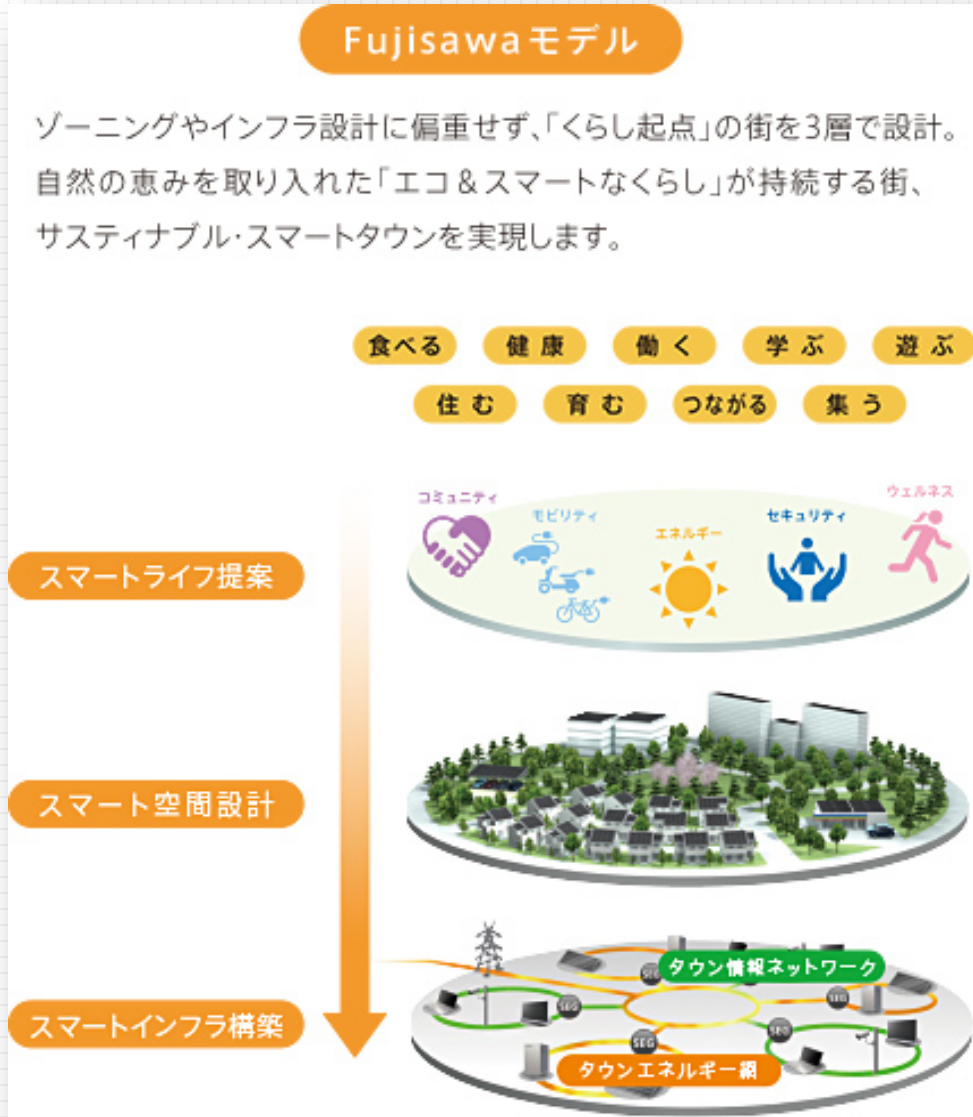 Fujisawaモデル
ゾーニングやインフラ設計に偏重せず、「くらし起点」の街を3層で設計。
自然の恵みを取り入れた「エコ&スマートなくらし」が持続する街、
サスティナブル・スマートタウンを実現します。
食べる 健康 働く 学ぶ 遊ぶ
住む 育む つながる 集う
コミュニティ
モビリティ
エネルギー
セキュリティ
ウェルネス
スマートライフ提案
スマート空間設計
タウン情報ネットワーク
SEG
SEG
SEG
SEG
SEG
スマートインフラ構築
タウンエネルギー網